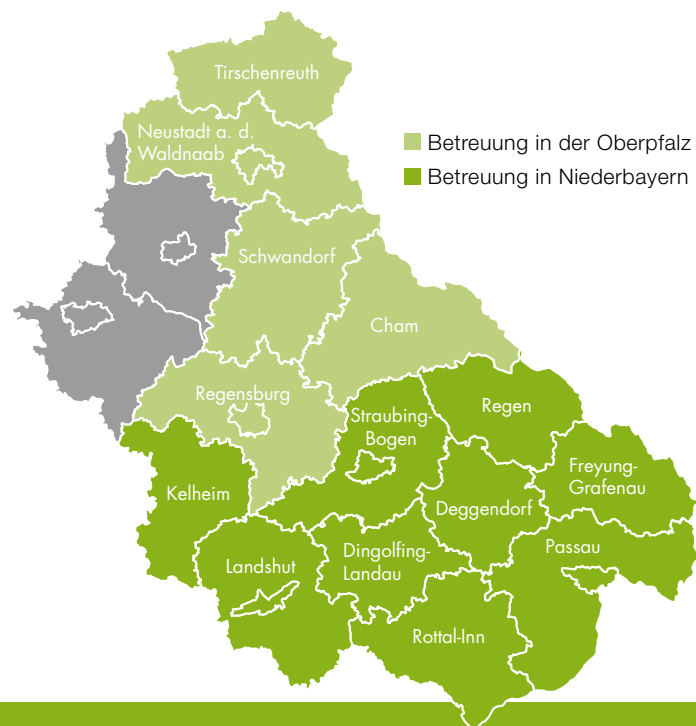 Tirschenreuth
Neustadt a. d.
Waldnaab
Betreuung in der Oberpfalz
Betreuung in Niederbayern
Schwandorf
Cham
Regensburg
Straubing-
Bogen
Regen
Freyung-
Grafenau
Kelheim
Deggendorf
Passau
Landshut
Dingolfing-
Landau
Rottal-Inn